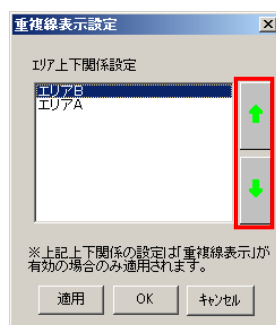 重複線表示設定
ｴﾘｱ上下関係設定
エリアB
エリアA
※上記上下関係の設定は｢重複線表示｣が
有効の場合のみ適用されます。
適用 OK ｷｬﾝｾﾙ